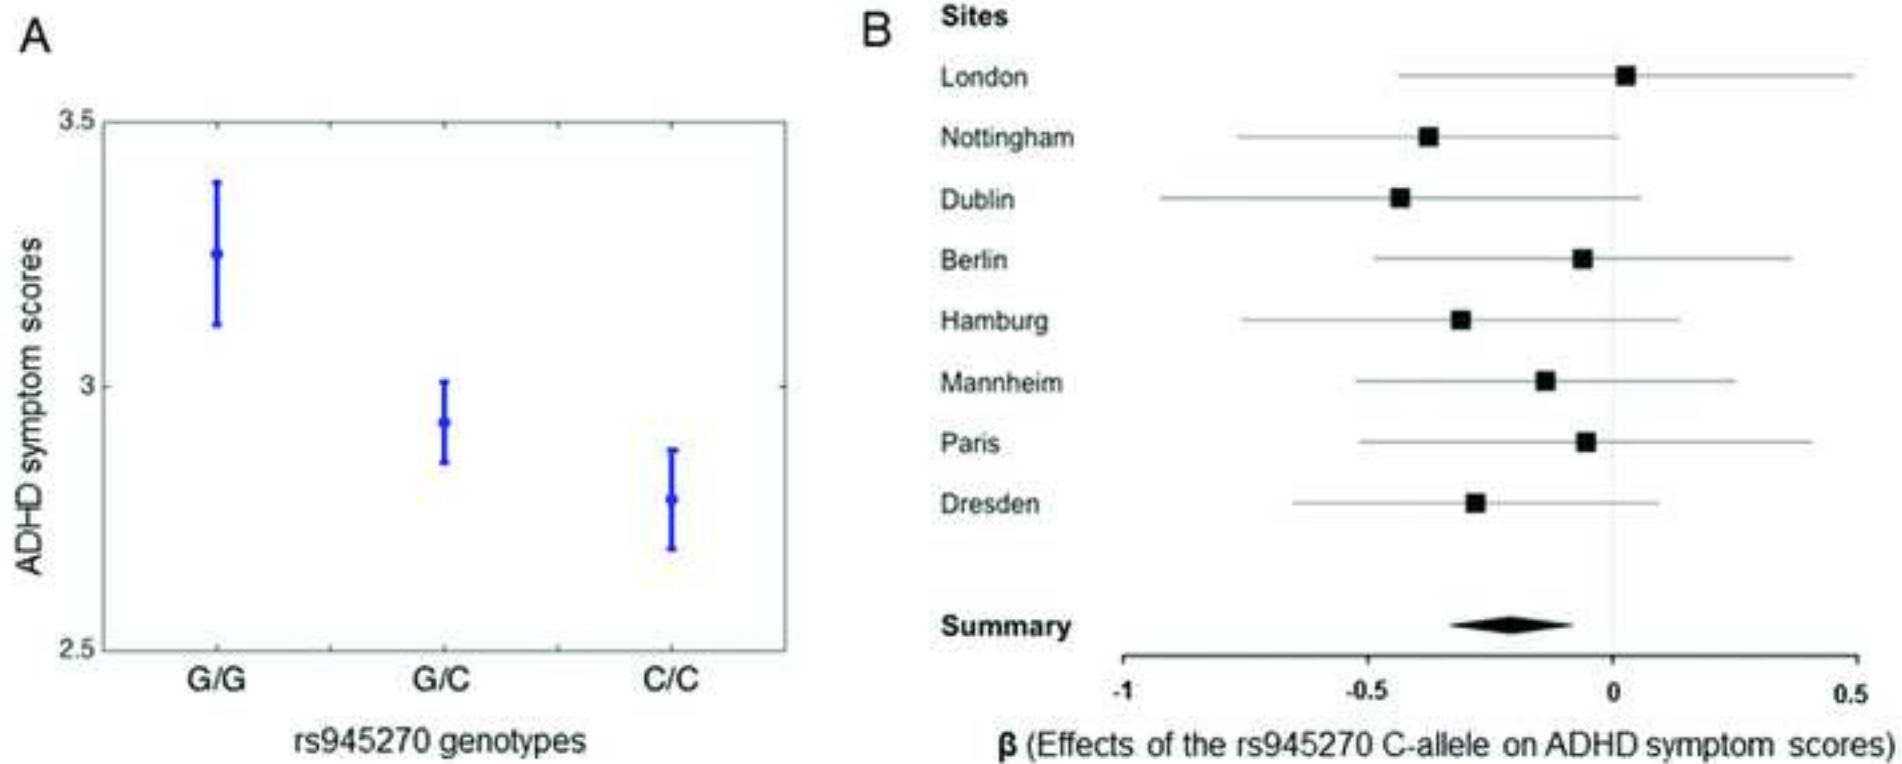 A
3.5
3
2.5
ADHD symptom scores
G/G G/C C/C
rs945270 genotypes
B
Sites
London
Nottingham
Dublin
Berlin
Hamburg
Mannheim
Paris
Dresden
Summary
-1 -0.5 0 0.5
β (Effects of the rs945270 C-allele on ADHD symptom scores)